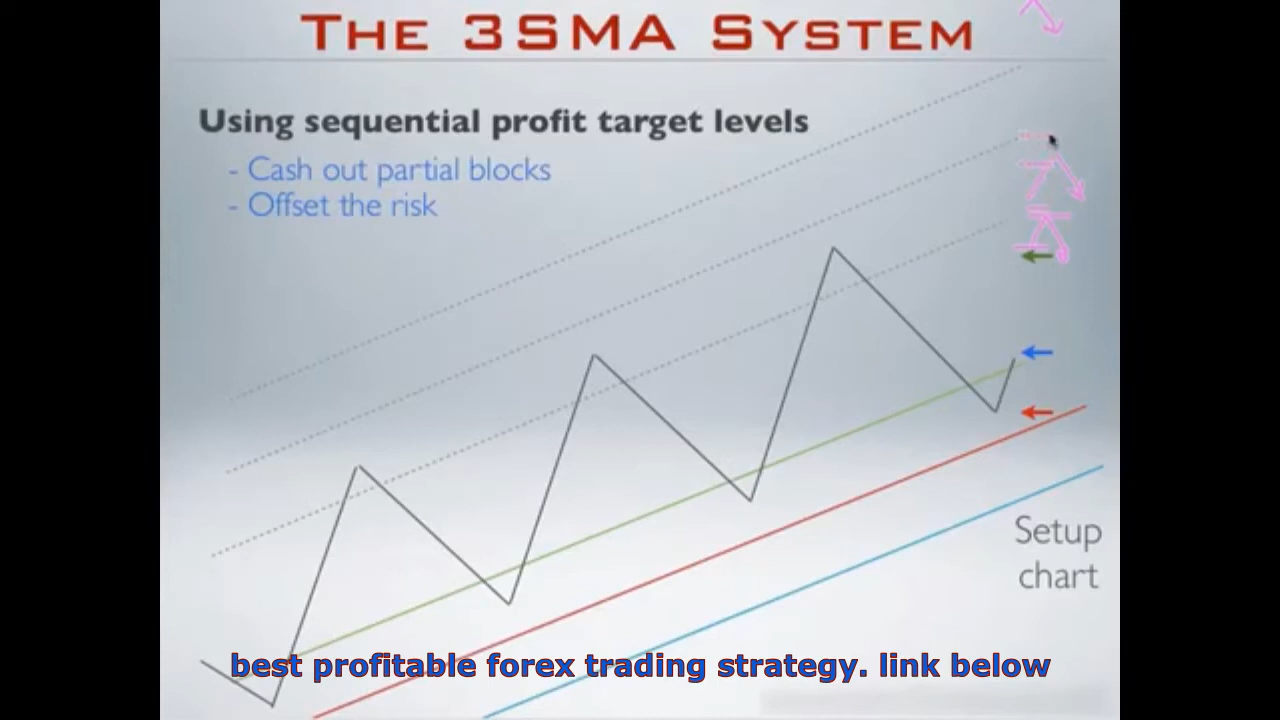 THE 3SMA SYSTEM
Using sequential profit target levels
- Cash out partial blocks
- Offset the risk
Setup
chart
best profitable forex trading strategy. link below